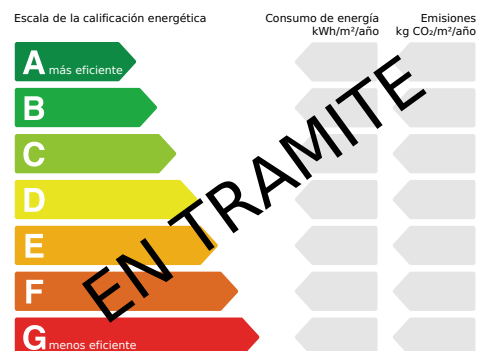 Escala de la calificación energética
Consumo de energía
kWh/m²/año
Emisiones
kg CO₂/m²/año
A más eficiente
B
C
D
E
F
G menos eficiente
EN TRAMITE